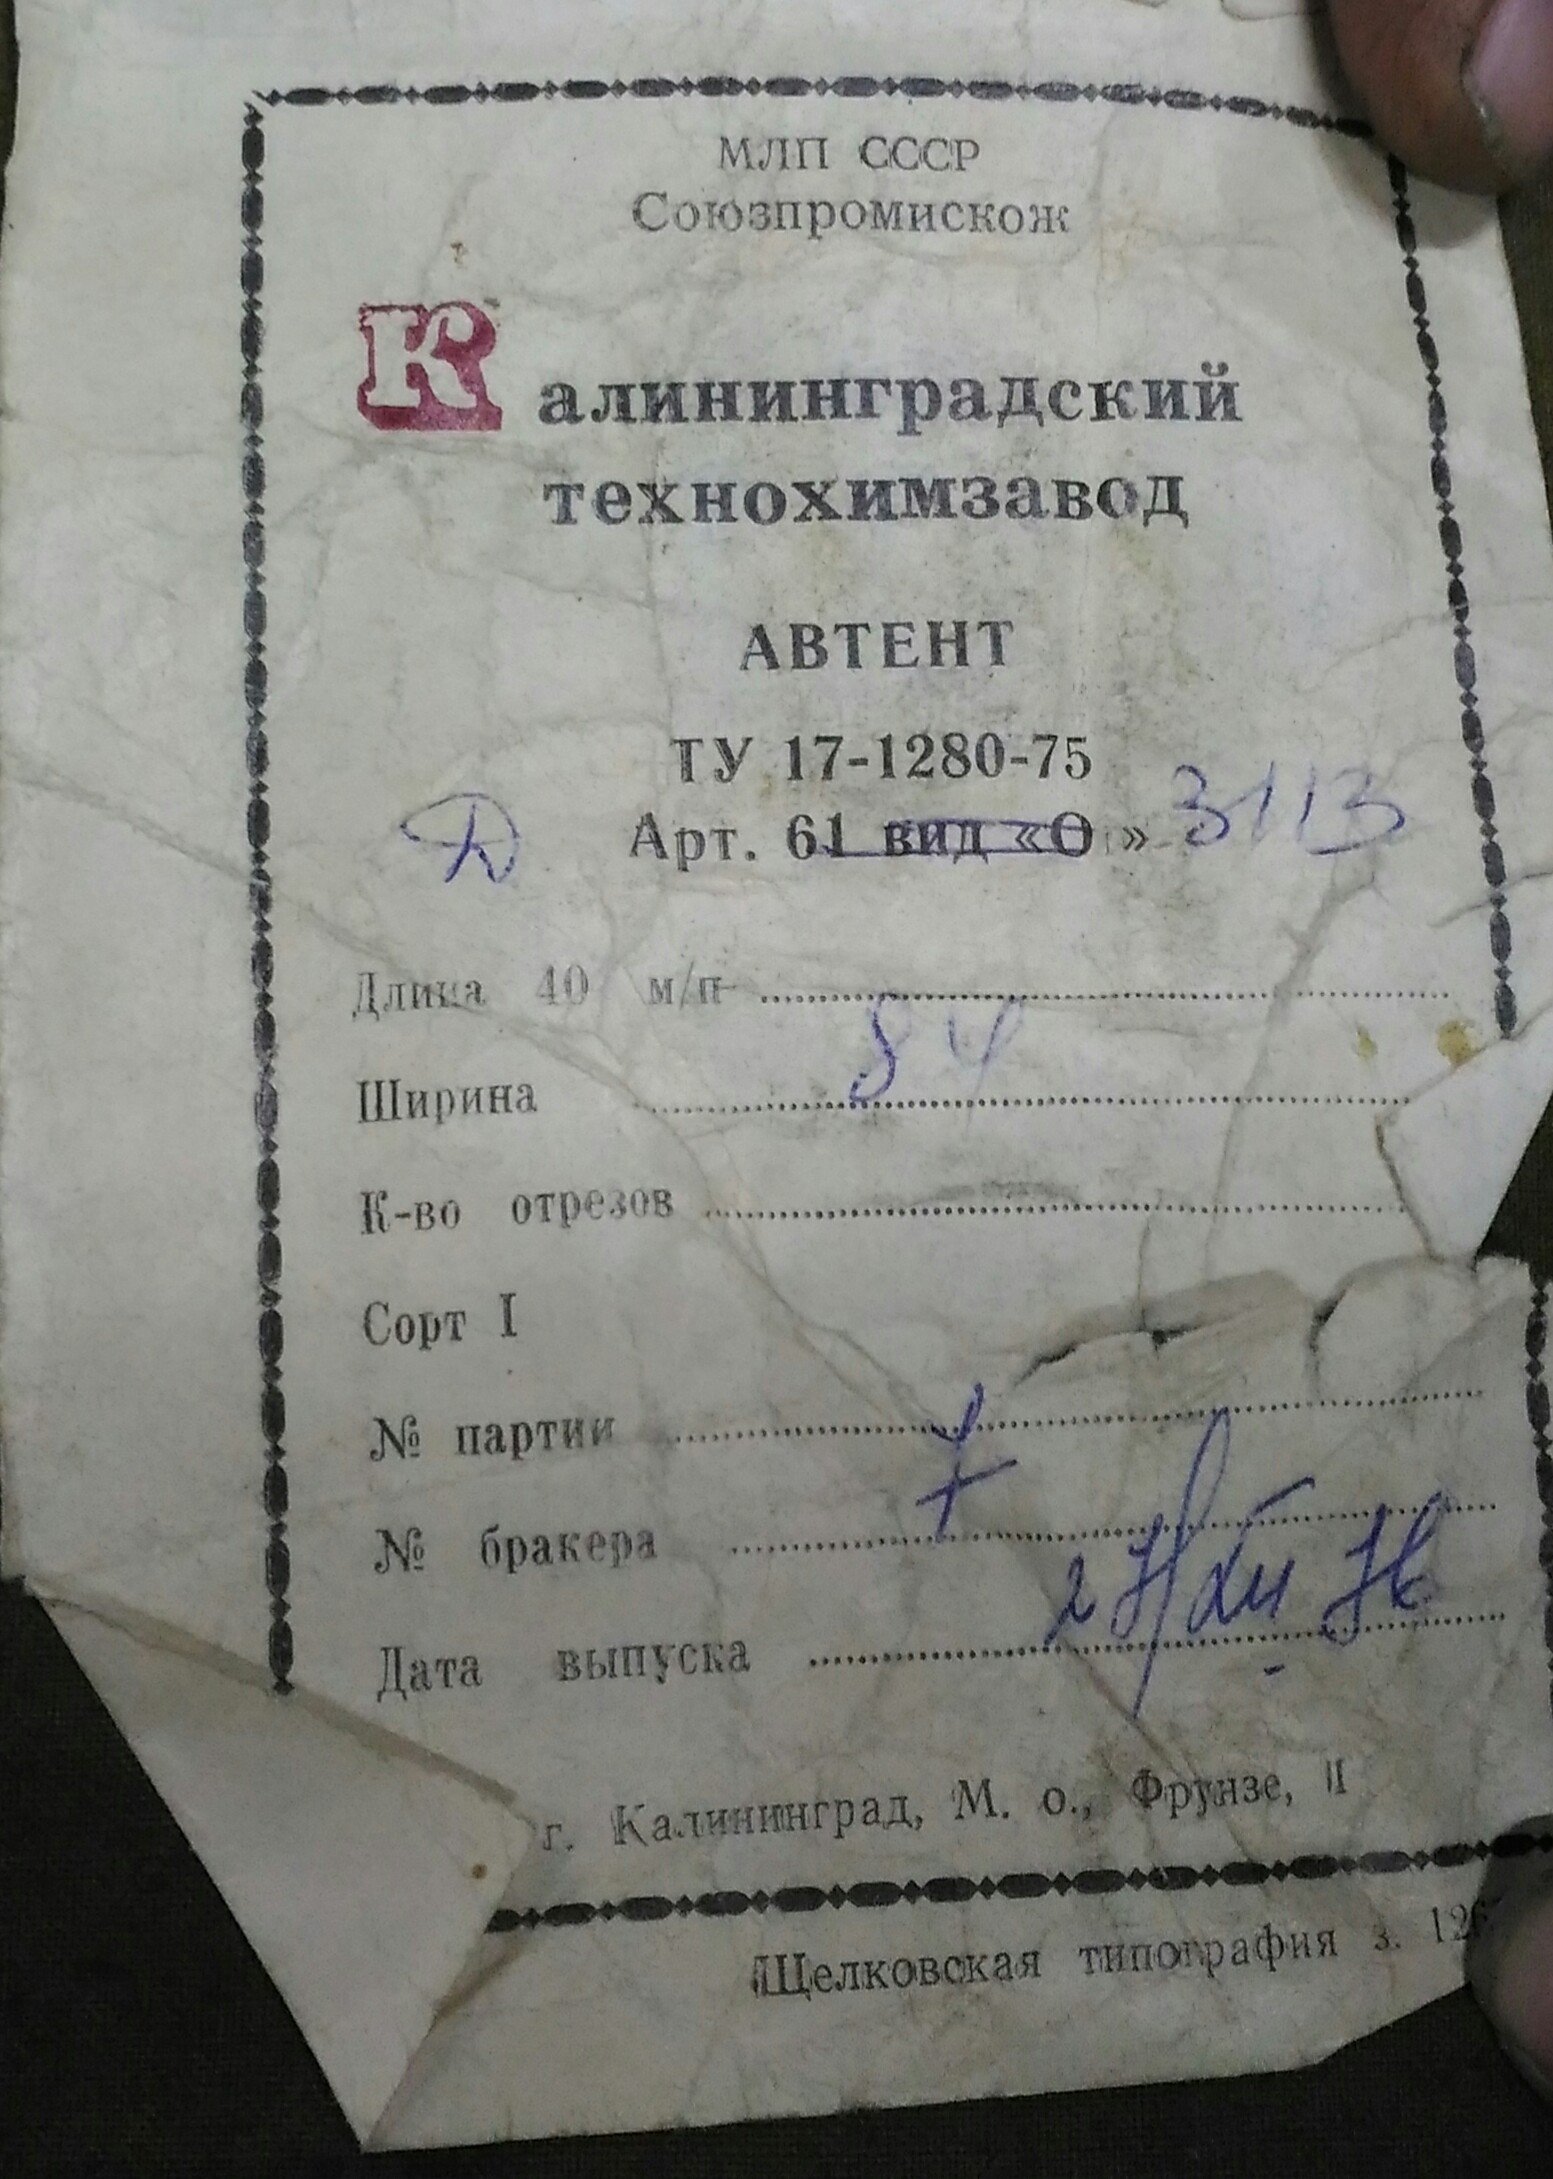 МЛП СССР
Союзпромискож
Калининградский
технохимзавод
АВТЕНТ
ТУ 17-1280-75
Д Арт. 61 вид «О» 3113
Длина 40 м/п
Ширина 84
К-во отрезов
Сорт I
№ партии
№ бракера 7
Дата выпуска
г. Калининград, М. о., Фрунзе, II
Щелковская типография з.